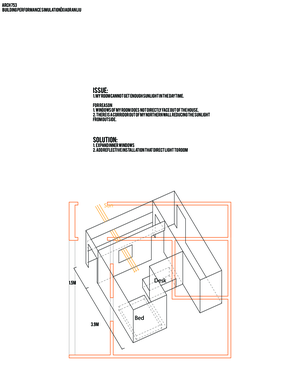 ARCH 753
BUILDING PERFORMANCE SIMULATION
ISSUE:
1. MY ROOM CANNOT GET ENOUGH SUNLIGHT IN THE DAY TIME.
FOR REASON
1. WINDOWS OF MY ROOM DOES NOT DIRECTLY FACE OUT OF THE HOUSE.
2. THERE IS A CORRIDOR OUT OF MY NORTHERN WALL REDUCING THE SUNLIGHT
FROM OUTSIDE.
SOLUTION:
1. EXPAND INNER WINDOWS
2. ADD REFLECTIVE INSTALLATION THAT DIRECT LIGHT TO ROOM
Desk
1.5M
Bed
3.9M